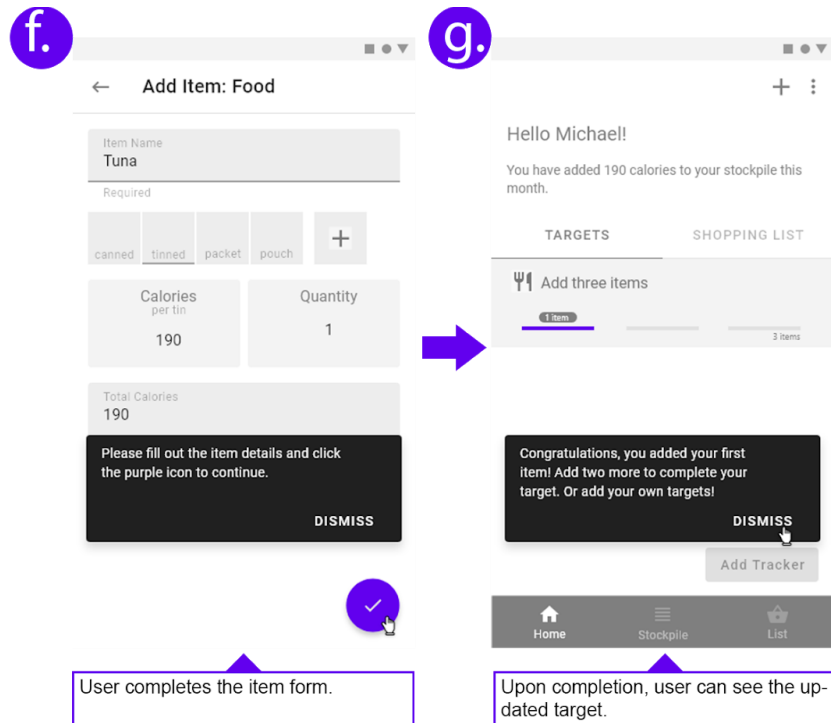 f.
Add Item: Food
Item Name
Tuna
Required
canned tinned packet pouch
Calories
per tin
190
Quantity
1
Total Calories
190
Please fill out the item details and click
the purple icon to continue.
DISMISS
User completes the item form.
g.
Hello Michael!
You have added 190 calories to your stockpile this
month.
TARGETS SHOPPING LIST
Add three items
1 item
3 items
Congratulations, you added your first
item! Add two more to complete your
target. Or add your own targets!
DISMISS
Add Tracker
Home Stockpile List
Upon completion, user can see the up-
dated target.